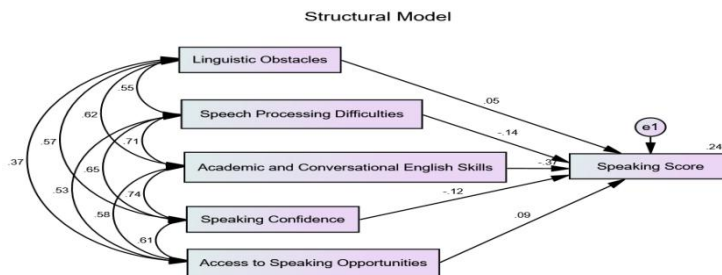 Structural Model
Linguistic Obstacles
.55
.05
.62
Speech Processing Difficulties
e1
-.14
.57
.71
.24
.37
.65
Academic and Conversational English Skills
-.37
Speaking Score
.53
.74
-.12
.58
Speaking Confidence
.09
.61
Access to Speaking Opportunities